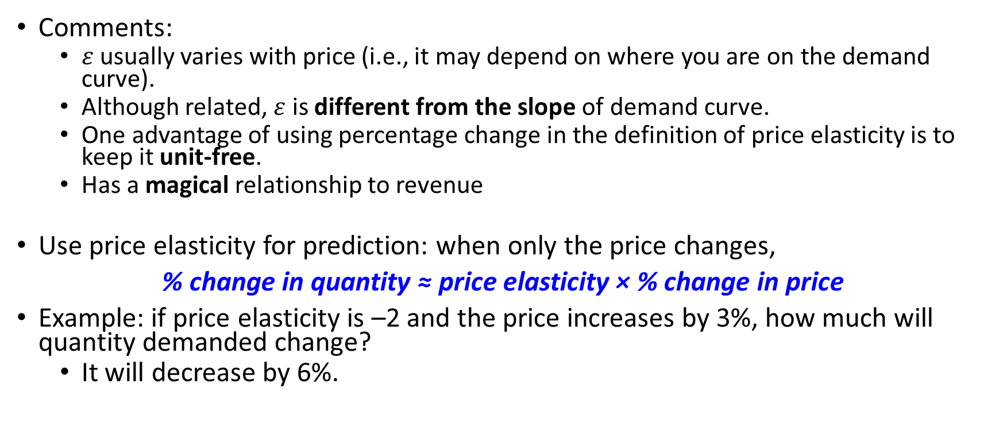 • Comments:
• ε usually varies with price (i.e., it may depend on where you are on the demand
curve).
• Although related, ε is different from the slope of demand curve.
• One advantage of using percentage change in the definition of price elasticity is to
keep it unit-free.
• Has a magical relationship to revenue
• Use price elasticity for prediction: when only the price changes,
% change in quantity ≈ price elasticity × % change in price
• Example: if price elasticity is –2 and the price increases by 3%, how much will
quantity demanded change?
• It will decrease by 6%.